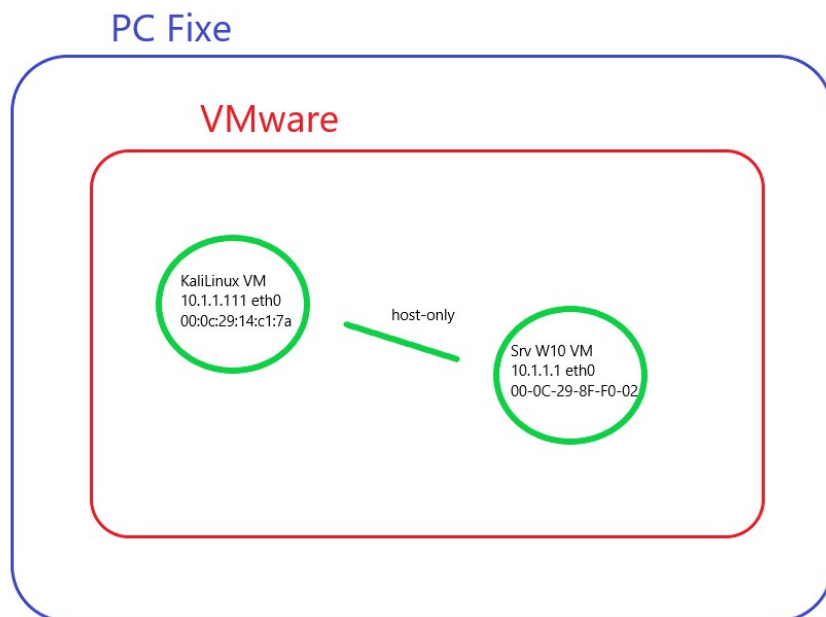 PC Fixe
VMware
KaliLinux VM
10.1.1.111 eth0
00:0c:29:14:c1:7a
host-only
Srv W10 VM
10.1.1.1 eth0
00-0C-29-8F-F0-02